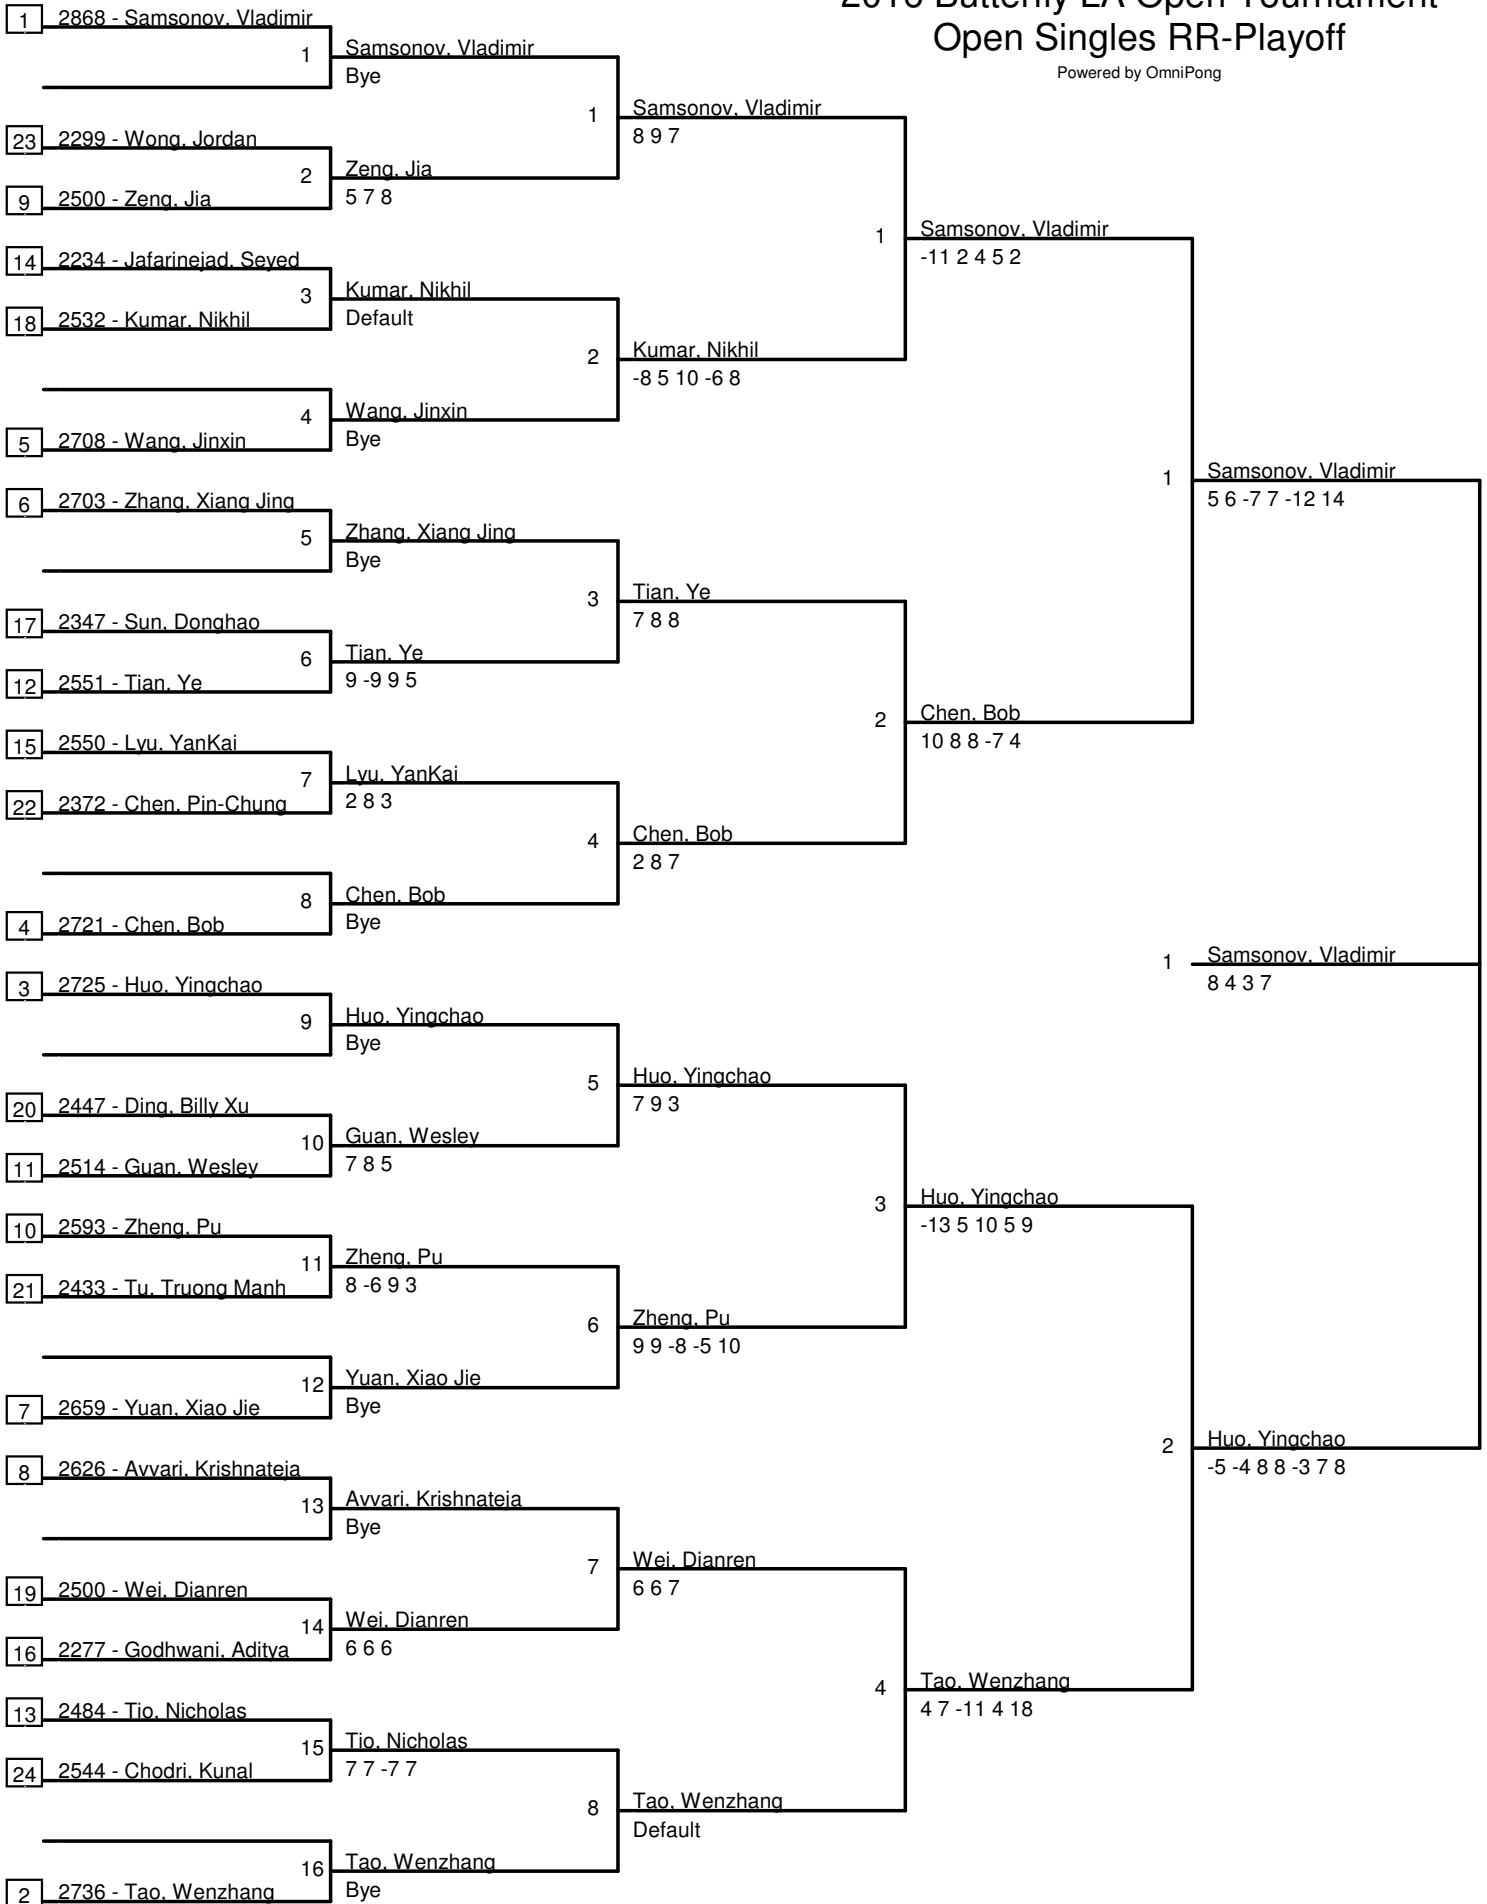 2016 Butterfly LA Open Tournament
Open Singles RR-Playoff
Powered by OmniPong
1 2868 - Samsonov, Vladimir
1 Samsonov, Vladimir
Bye
23 2299 - Wong, Jordan
2 Zeng, Jia
9 2500 - Zeng, Jia
5 7 8
14 2234 - Jafarinejad, Seyed
3 Kumar, Nikhil
18 2532 - Kumar, Nikhil
Default
4 Wang, Jinxin
5 2708 - Wang, Jinxin
Bye
6 2703 - Zhang, Xiang Jing
5 Zhang, Xiang Jing
Bye
17 2347 - Sun, Donghao
6 Tian, Ye
12 2551 - Tian, Ye
9 -9 9 5
15 2550 - Lyu, YanKai
7 Lyu, YanKai
22 2372 - Chen, Pin-Chung
2 8 3
8 Chen, Bob
4 2721 - Chen, Bob
Bye
3 2725 - Huo, Yingchao
9 Huo, Yingchao
Bye
20 2447 - Ding, Billy Xu
10 Guan, Wesley
11 2514 - Guan, Wesley
7 8 5
10 2593 - Zheng, Pu
11 Zheng, Pu
21 2433 - Tu, Truong Manh
8 -6 9 3
12 Yuan, Xiao Jie
7 2659 - Yuan, Xiao Jie
Bye
8 2626 - Avvari, Krishnateja
13 Avvari, Krishnateja
Bye
19 2500 - Wei, Dianren
14 Wei, Dianren
16 2277 - Godhwani, Aditya
6 6 6
13 2484 - Tio, Nicholas
15 Tio, Nicholas
24 2544 - Chodri, Kunal
7 7 -7 7
16 Tao, Wenzhang
2 2736 - Tao, Wenzhang
Bye
1 Samsonov, Vladimir
8 9 7
2 Kumar, Nikhil
-8 5 10 -6 8
3 Tian, Ye
7 8 8
4 Chen, Bob
2 8 7
5 Huo, Yingchao
7 9 3
6 Zheng, Pu
9 9 -8 -5 10
7 Wei, Dianren
6 6 7
8 Tao, Wenzhang
Default
1 Samsonov, Vladimir
-11 2 4 5 2
2 Chen, Bob
10 8 8 -7 4
3 Huo, Yingchao
-13 5 10 5 9
4 Tao, Wenzhang
4 7 -11 4 18
1 Samsonov, Vladimir
5 6 -7 7 -12 14
2 Huo, Yingchao
-5 -4 8 8 -3 7 8
1 Samsonov, Vladimir
8 4 3 7